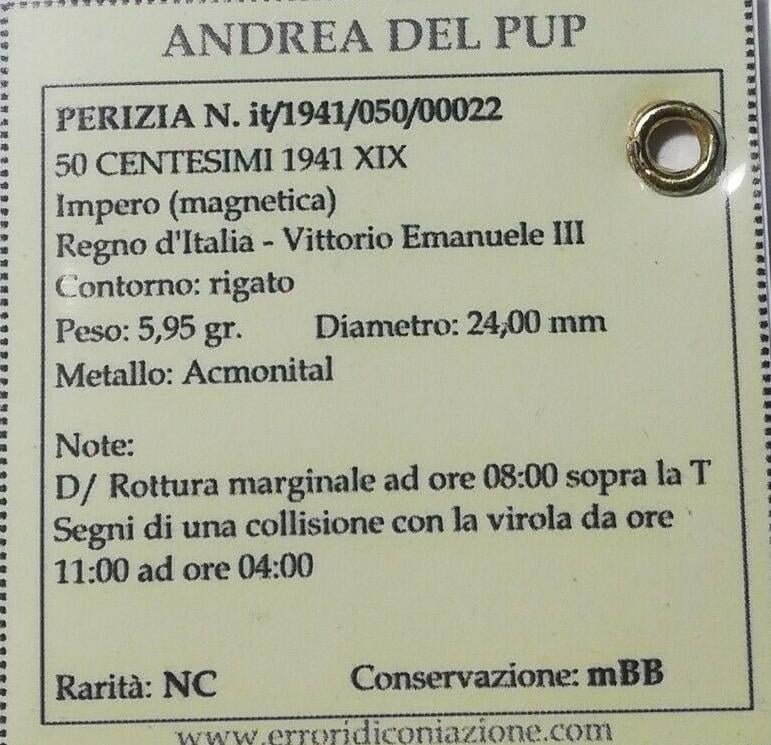 ANDREA DEL PUP
PERIZIA N. it/1941/050/00022
50 CENTESIMI 1941 XIX
Impero (magnetica)
Regno d'Italia - Vittorio Emanuele III
Contorno: rigato
Peso: 5,95 gr. Diametro: 24,00 mm
Metallo: Acmonital
Note:
D/ Rottura marginale ad ore 08:00 sopra la T
Segni di una collisione con la virola da ore
11:00 ad ore 04:00
Rarità: NC Conservazione: mBB
www.erroridiconiazione.com